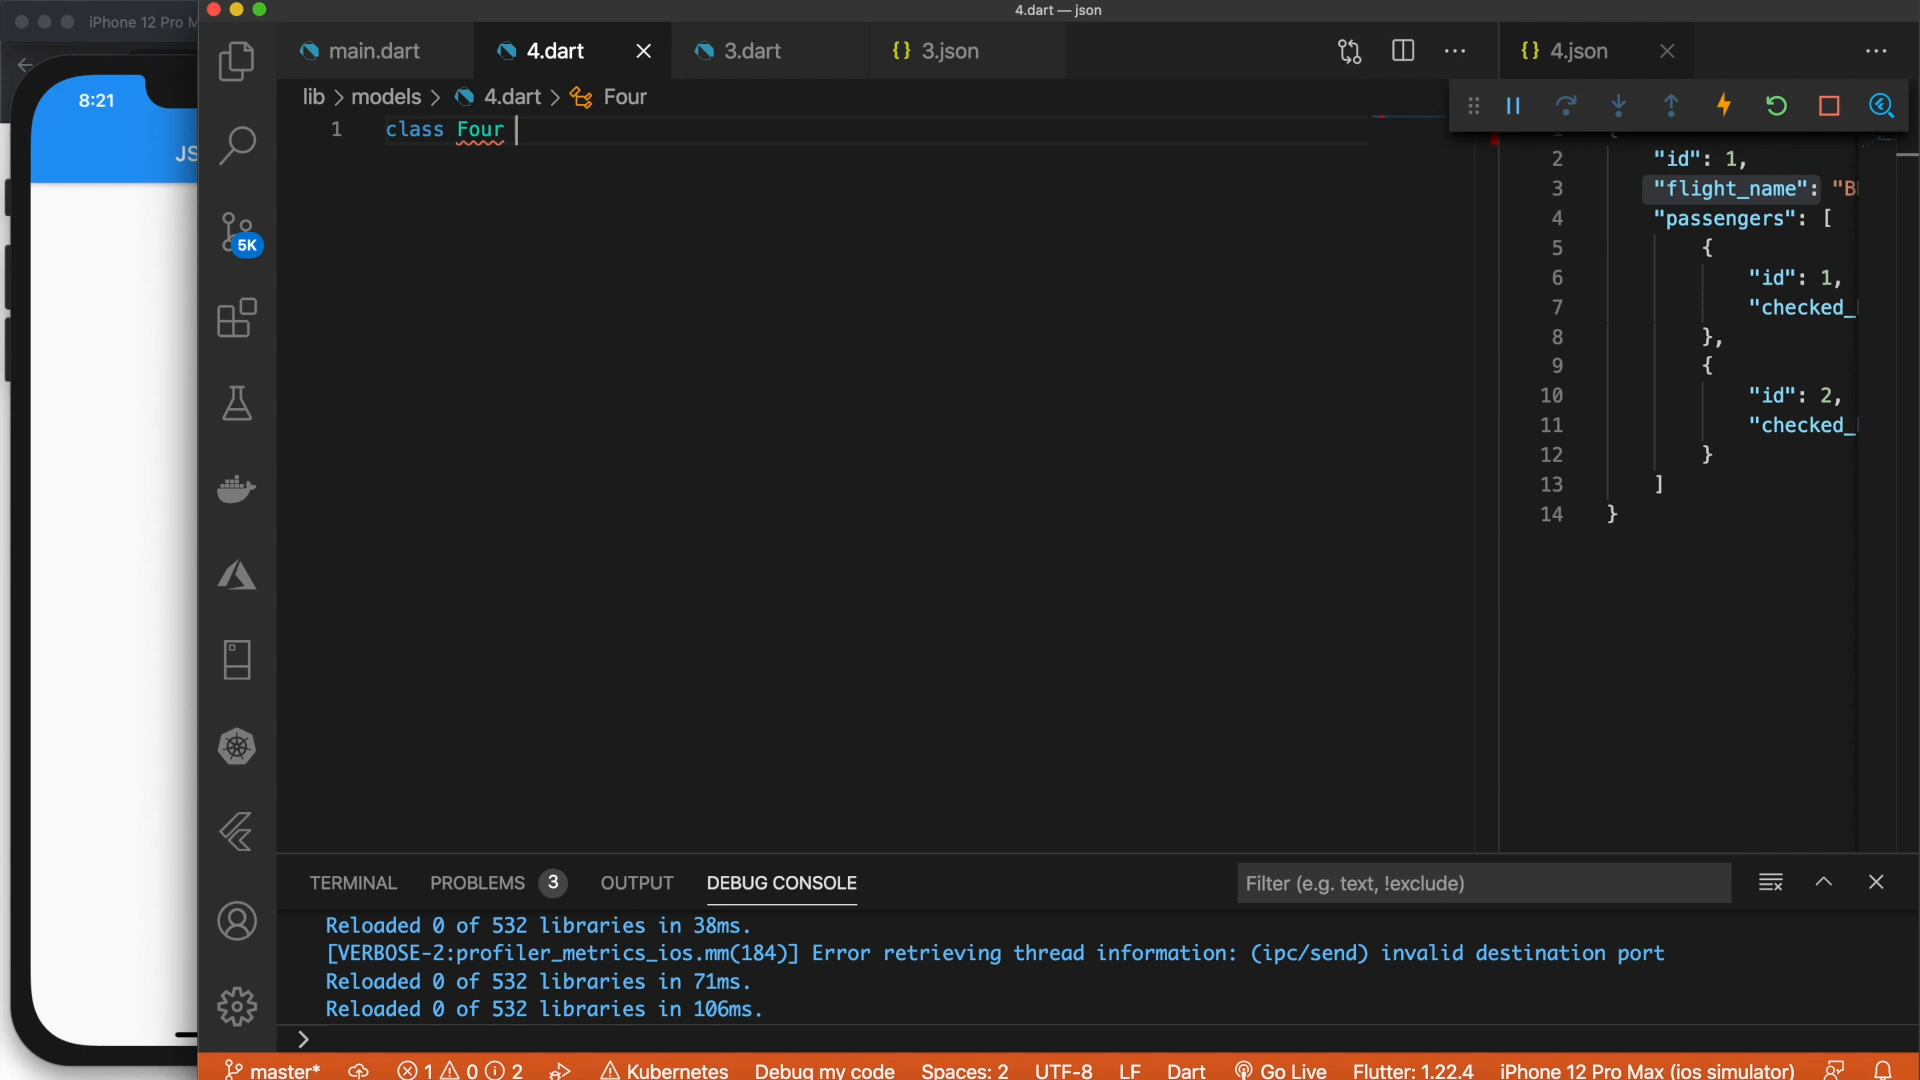 iPhone 12 Pro M
4.dart — json
8:21
JS
main.dart
4.dart
3.dart
{} 3.json
{} 4.json
lib > models > 4.dart > Four
1 class Four
2 "id": 1,
3 "flight_name": "B
4 "passengers": [
5 {
6 "id": 1,
7 "checked_
8 },
9 {
10 "id": 2,
11 "checked_
12 }
13 ]
14 }
5K
TERMINAL
PROBLEMS 3
OUTPUT
DEBUG CONSOLE
Filter (e.g. text, !exclude)
Reloaded 0 of 532 libraries in 38ms.
[VERBOSE-2:profiler_metrics_ios.mm(184)] Error retrieving thread information: (ipc/send) invalid destination port
Reloaded 0 of 532 libraries in 71ms.
Reloaded 0 of 532 libraries in 106ms.
master* 1 0 2 Kubernetes Debug my code Spaces: 2 UTF-8 LF Dart Go Live Flutter: 1.22.4 iPhone 12 Pro Max (ios simulator)